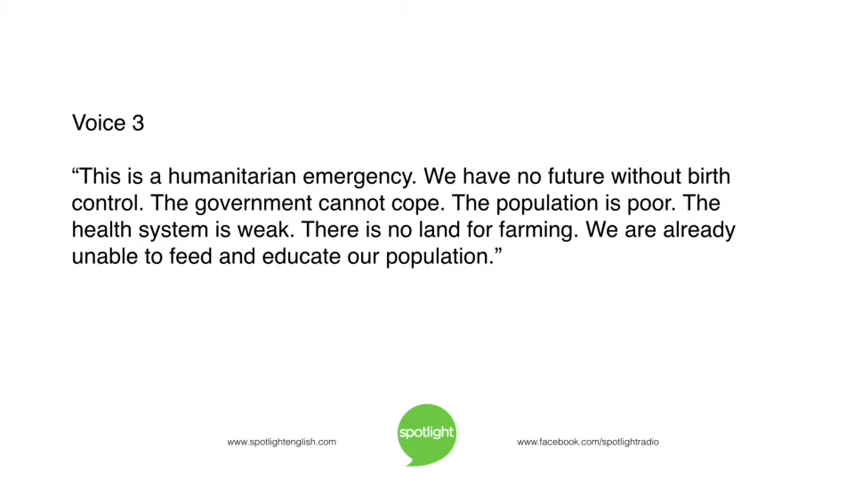 Voice 3
“This is a humanitarian emergency. We have no future without birth
control. The government cannot cope. The population is poor. The
health system is weak. There is no land for farming. We are already
unable to feed and educate our population.”
spotlight
www.spotlightenglish.com
www.facebook.com/spotlightradio